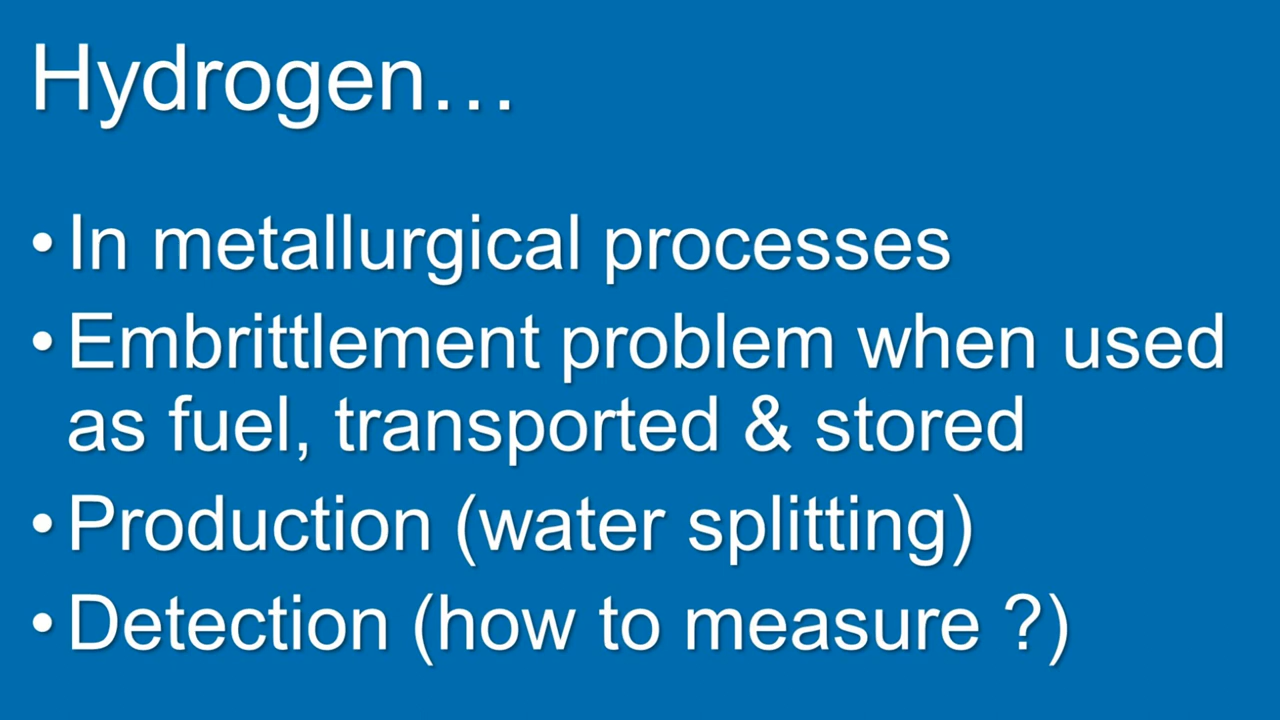 Hydrogen…
• In metallurgical processes
• Embrittlement problem when used
as fuel, transported & stored
• Production (water splitting)
• Detection (how to measure ?)